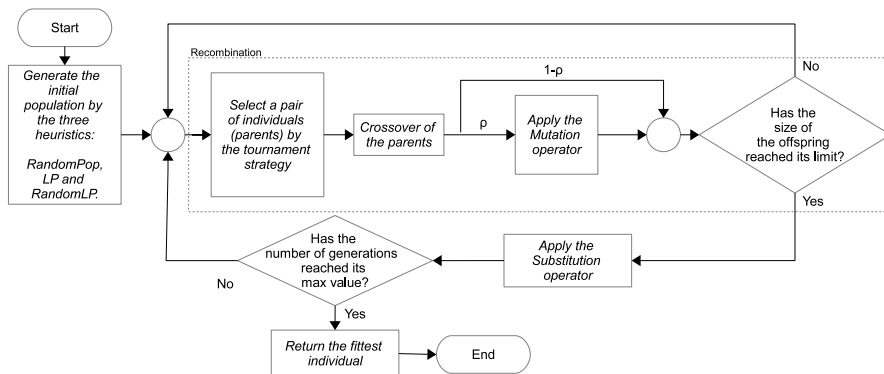 Start
Generate the
initial
population by
the three
heuristics:
RandomPop,
LP and
RandomLP.
Recombination
Select a pair
of individuals
(parents) by
the tournament
strategy
Crossover of
the parents
1-ρ
ρ
Apply the
Mutation
operator
No
Has the
size of
the offspring
reached its limit?
Yes
Apply the
Substitution
operator
Has the
number of generations
reached its
max value?
No
Yes
Return the fittest
individual
End